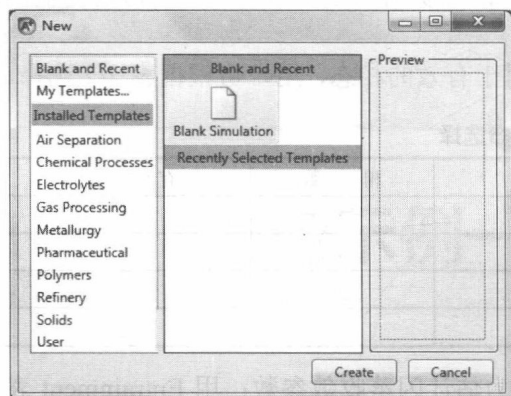 New
Blank and Recent
My Templates...
Installed Templates
Air Separation
Chemical Processes
Electrolytes
Gas Processing
Metallurgy
Pharmaceutical
Polymers
Refinery
Solids
User
Blank and Recent
Blank Simulation
Recently Selected Templates
Preview
Create
Cancel